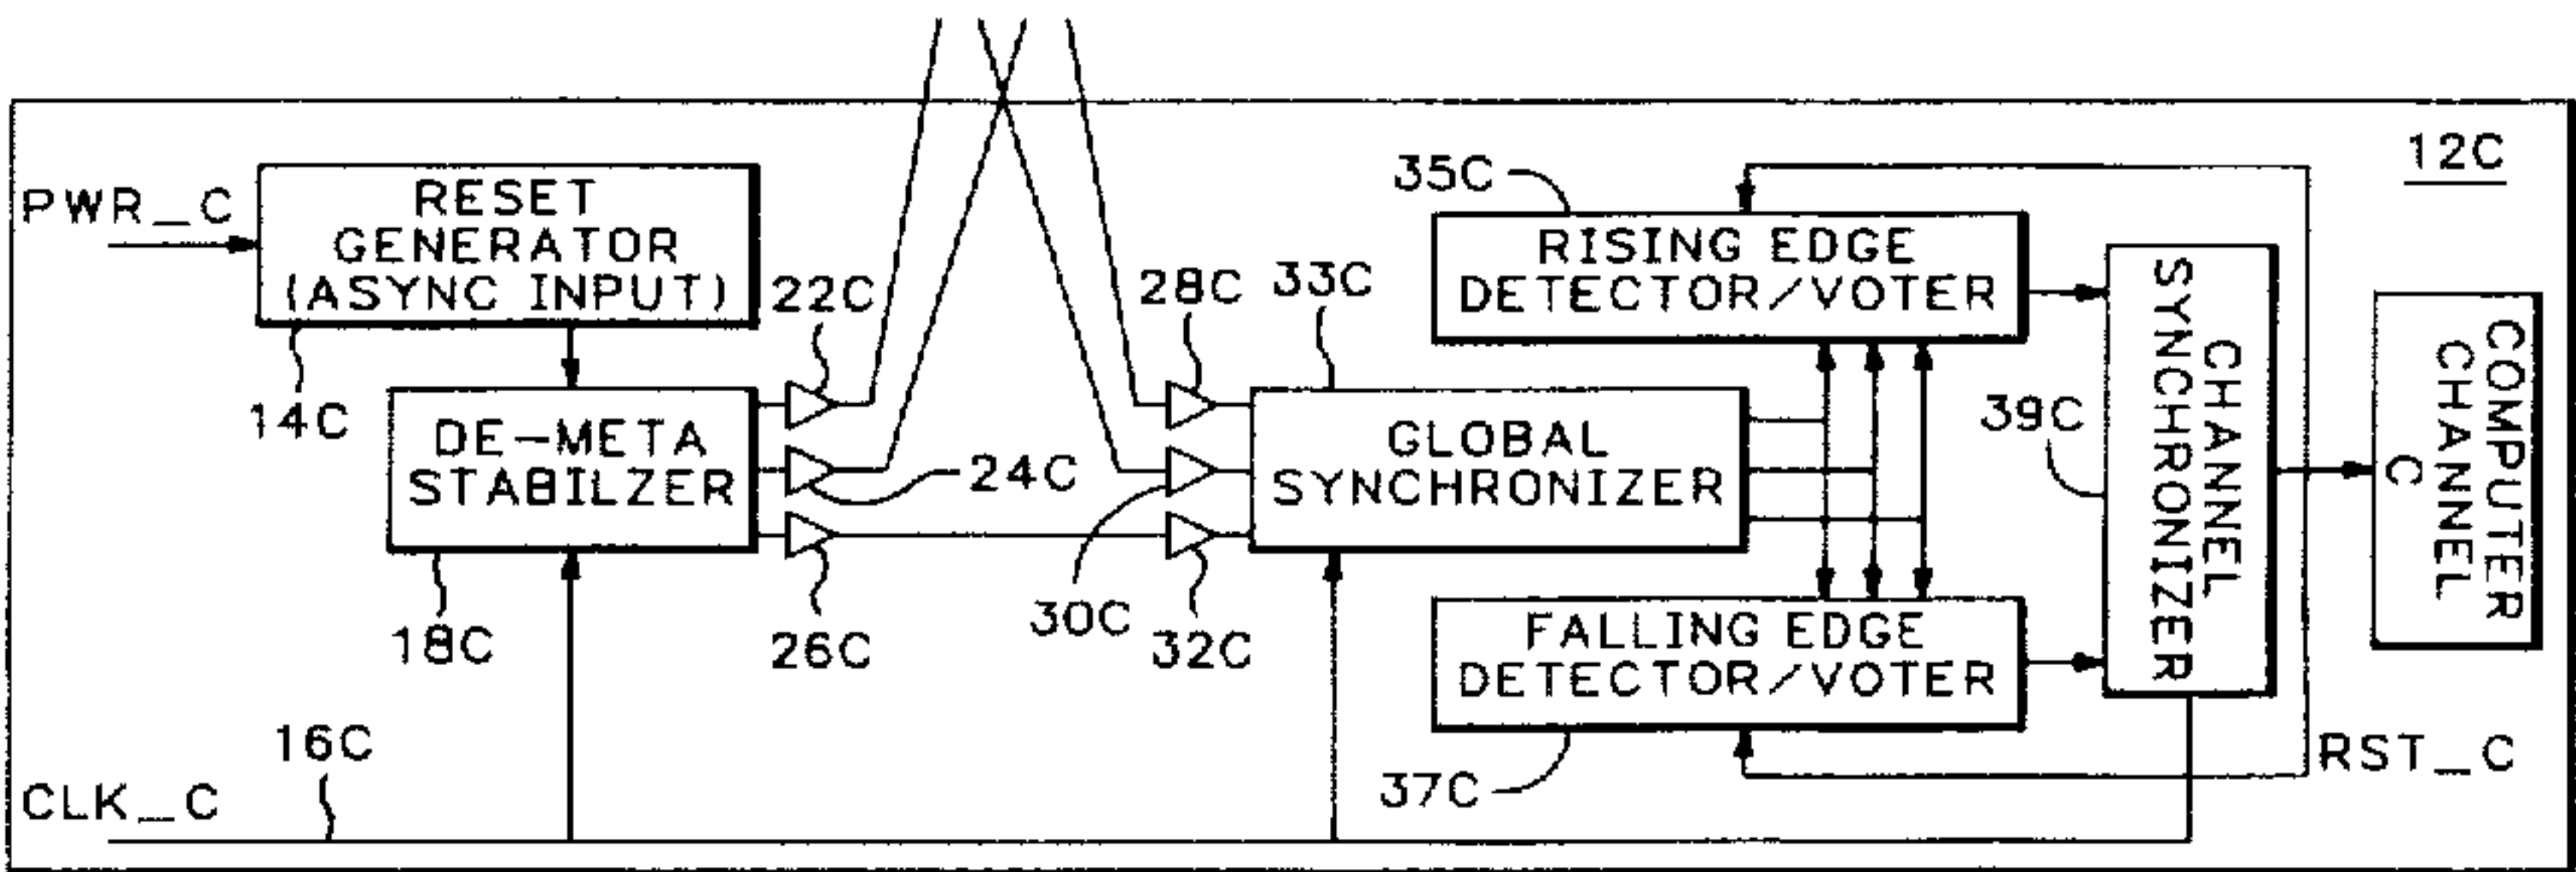 12C
PWR_C
RESET
GENERATOR
(ASYNC INPUT)
14C
22C
28C
33C
35C
RISING EDGE
DETECTOR/VOTER
DE-META
STABILZER
18C
24C
26C
30C
32C
GLOBAL
SYNCHRONIZER
39C
CHANNEL
SYNCHRONIZER
COMPUTER
CHANNEL
C
FALLING EDGE
DETECTOR/VOTER
37C
RST_C
16C
CLK_C